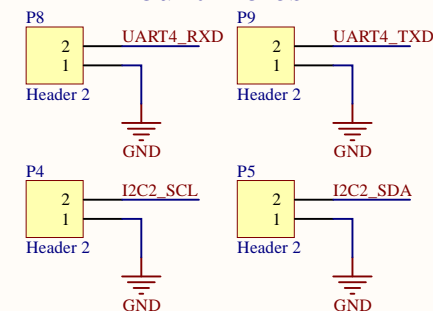 P8
2
UART4_RXD
1
Header 2
GND
P9
2
UART4_TXD
1
Header 2
GND
P4
2
I2C2_SCL
1
Header 2
GND
P5
2
I2C2_SDA
1
Header 2
GND